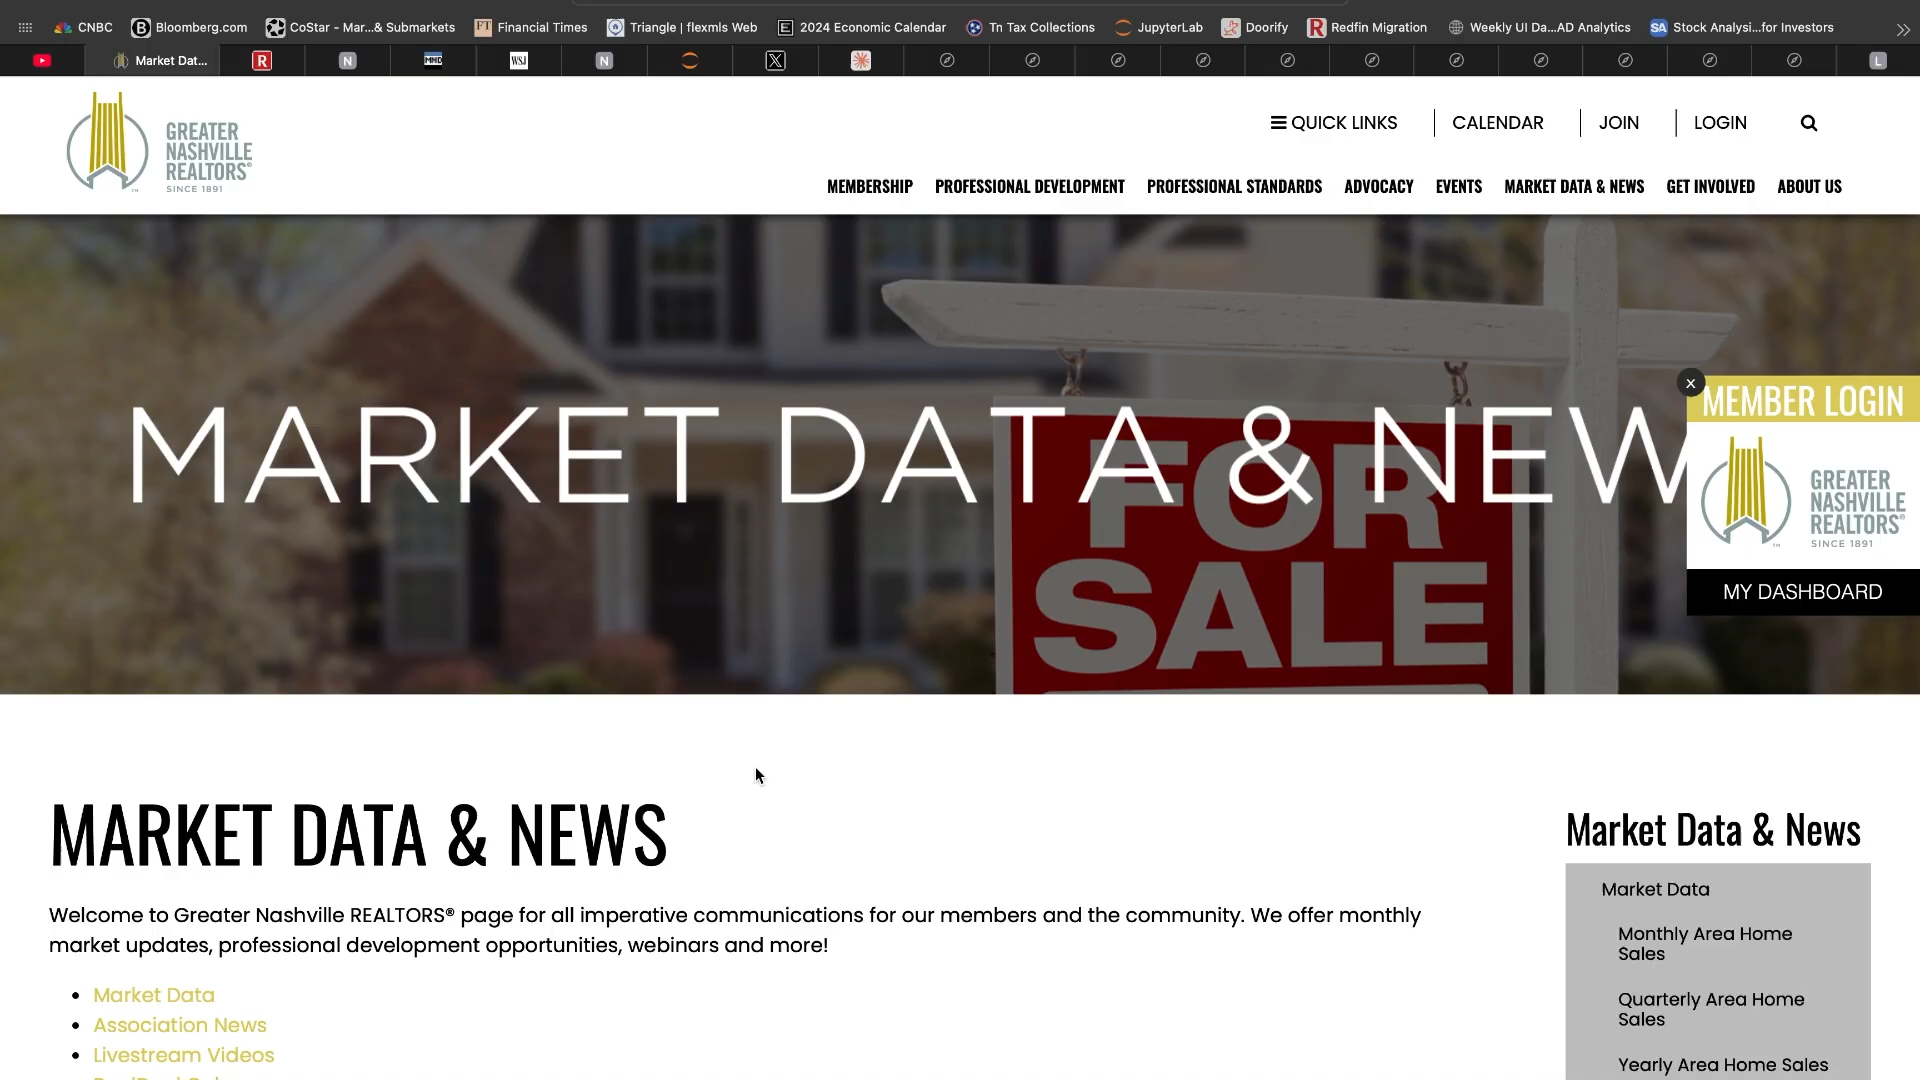 CNBC
Bloomberg.com
CoStar - Mar...& Submarkets
FT Financial Times
Triangle | flexmls Web
2024 Economic Calendar
Tn Tax Collections
JupyterLab
Doorify
R Redfin Migration
Weekly UI Da...AD Analytics
SA Stock Analysi...for Investors
Market Dat...
R
N
MND
WSJ
N
X
L
GREATER
NASHVILLE
REALTORS®
SINCE 1891
QUICK LINKS
CALENDAR
JOIN
LOGIN
MEMBERSHIP
PROFESSIONAL DEVELOPMENT
PROFESSIONAL STANDARDS
ADVOCACY
EVENTS
MARKET DATA & NEWS
GET INVOLVED
ABOUT US
MARKET DATA & NEW
FOR
SALE
x
MEMBER LOGIN
GREATER
NASHVILLE
REALTORS®
SINCE 1891
MY DASHBOARD
MARKET DATA & NEWS
Welcome to Greater Nashville REALTORS® page for all imperative communications for our members and the community. We offer monthly
market updates, professional development opportunities, webinars and more!
• Market Data
• Association News
• Livestream Videos
Market Data & News
Market Data
Monthly Area Home
Sales
Quarterly Area Home
Sales
Yearly Area Home Sales